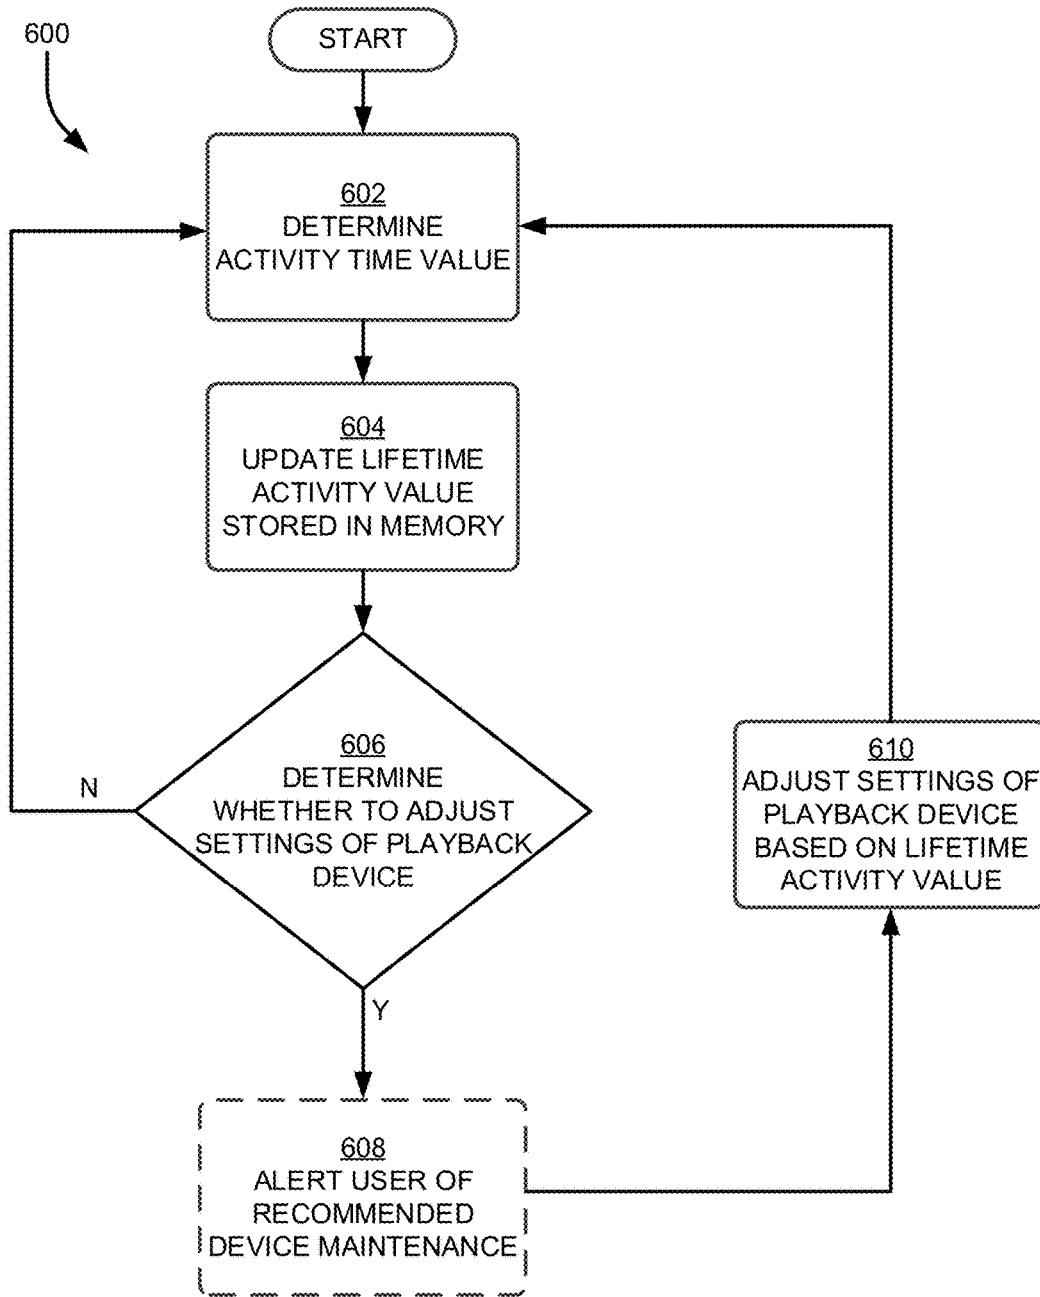 600
START
602
DETERMINE
ACTIVITY TIME VALUE
604
UPDATE LIFETIME
ACTIVITY VALUE
STORED IN MEMORY
606
DETERMINE
WHETHER TO ADJUST
SETTINGS OF PLAYBACK
DEVICE
N
Y
608
ALERT USER OF
RECOMMENDED
DEVICE MAINTENANCE
610
ADJUST SETTINGS OF
PLAYBACK DEVICE
BASED ON LIFETIME
ACTIVITY VALUE